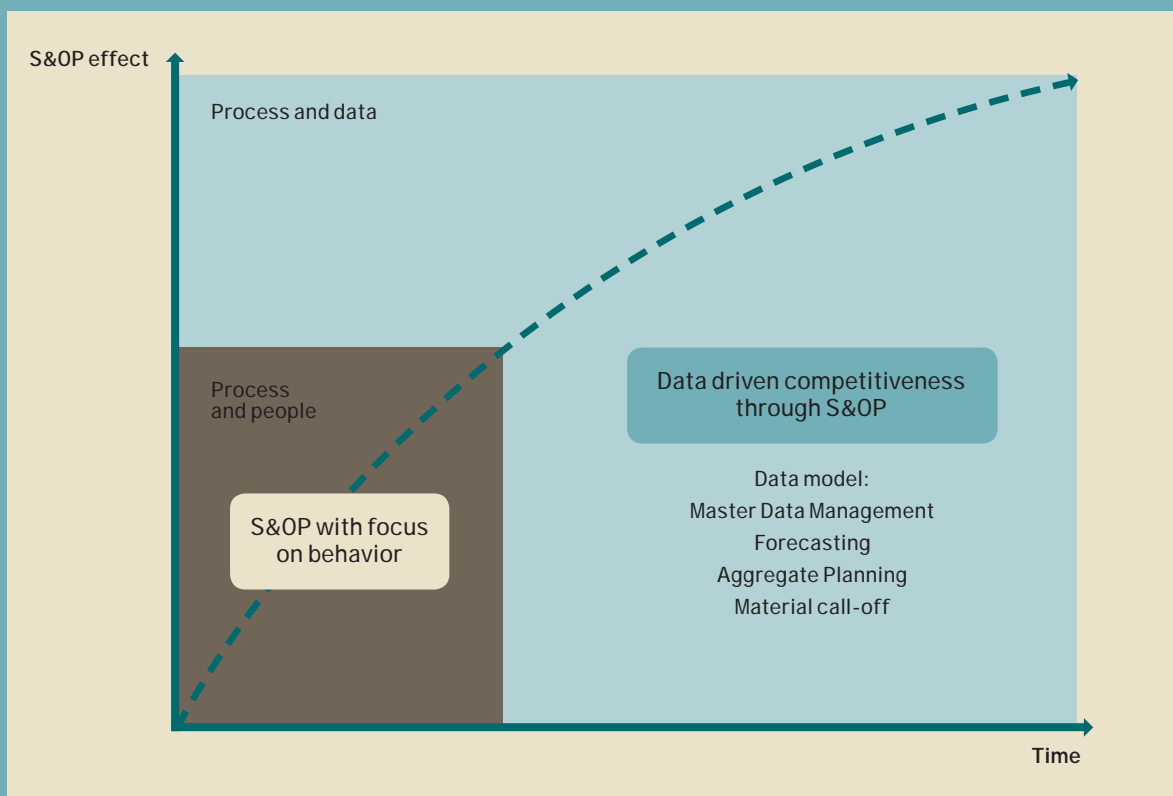 S&OP effect
Process and data
Process
and people
S&OP with focus
on behavior
Data driven competitiveness
through S&OP
Data model:
Master Data Management
Forecasting
Aggregate Planning
Material call-off
Time